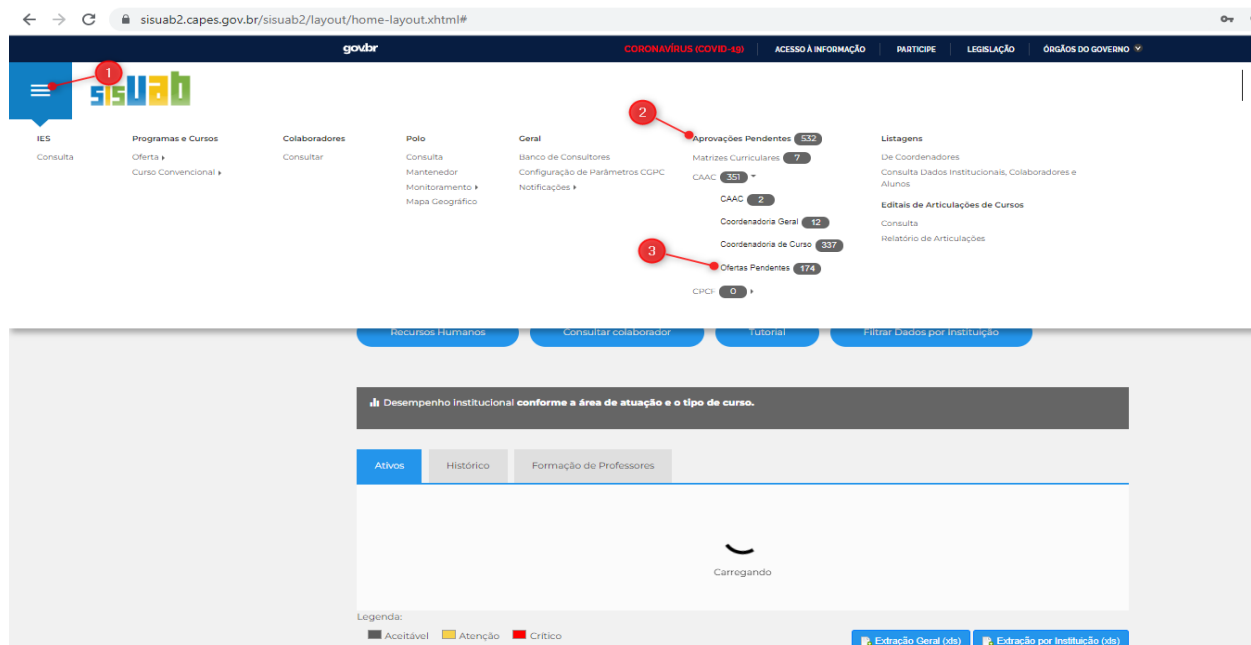 sisuab2.capes.gov.br/sisuab2/layout/home-layout.xhtml#
gov.br
CORONAVÍRUS (COVID-19)
ACESSO À INFORMAÇÃO
PARTICIPE
LEGISLAÇÃO
ÓRGÃOS DO GOVERNO
1
sisuab
2
IES
Consulta
Programas e Cursos
Oferta
Curso Convencional
Colaboradores
Consultar
Polo
Consulta
Mantenedor
Monitoramento
Mapa Geográfico
Geral
Banco de Consultores
Configuração de Parâmetros CGPC
Notificações
Aprovações Pendentes 532
Matrizes Curriculares 7
CAAC 351
CAAC 2
Coordenadoria Geral 12
Coordenadoria de Curso 337
3
Ofertas Pendentes 174
CPCF 0
Listagens
De Coordenadores
Consulta Dados Institucionais, Colaboradores e
Alunos
Editais de Articulações de Cursos
Consulta
Relatório de Articulações
Recursos Humanos
Consultar colaborador
Tutorial
Filtrar Dados por Instituição
Desempenho institucional conforme a área de atuação e o tipo de curso.
Ativos
Histórico
Formação de Professores
Carregando
Legenda:
Aceitável Atenção Crítico
Extração Geral (xls)
Extração por Instituição (xls)